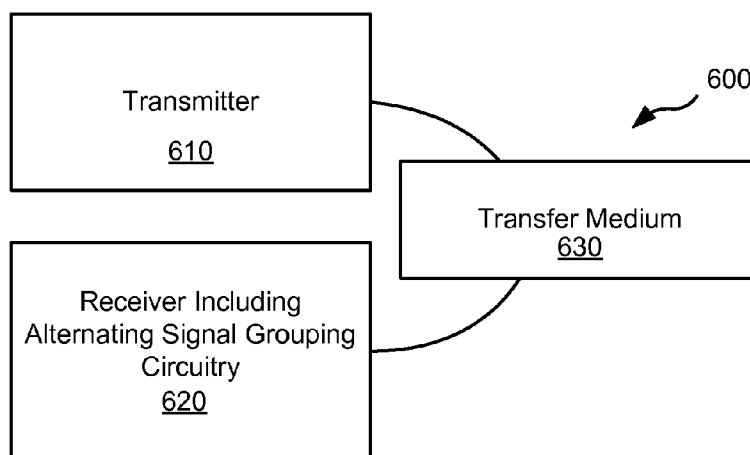 Transmitter
610
600
Transfer Medium
630
Receiver Including
Alternating Signal Grouping
Circuitry
620